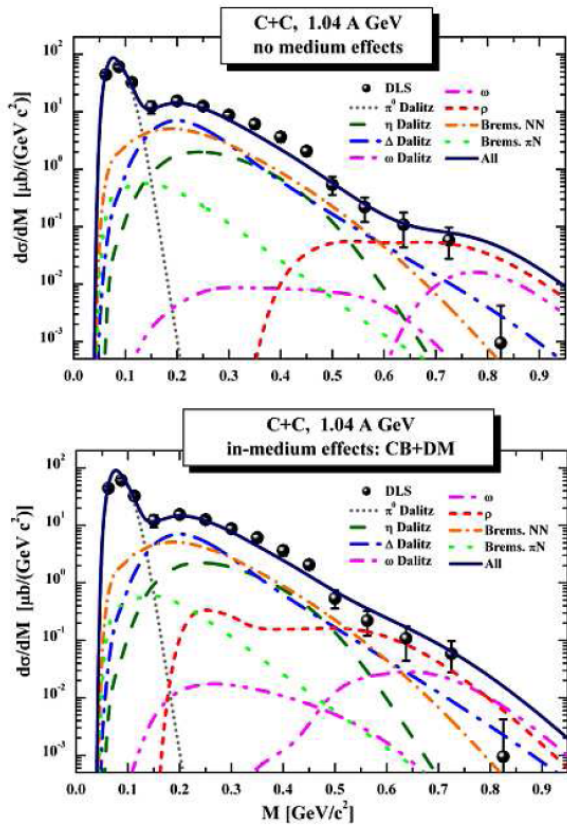 C+C, 1.04 A GeV
no medium effects
dσ/dM [μb/(GeV c²)]
10²
10¹
10⁰
10⁻¹
10⁻²
10⁻³
DLS
π⁰ Dalitz
η Dalitz
Δ Dalitz
ω Dalitz
ω
ρ
Brems. NN
Brems. πN
All
0.0 0.1 0.2 0.3 0.4 0.5 0.6 0.7 0.8 0.9
C+C, 1.04 A GeV
in-medium effects: CB+DM
dσ/dM [μb/(GeV c²)]
10²
10¹
10⁰
10⁻¹
10⁻²
10⁻³
DLS
π⁰ Dalitz
η Dalitz
Δ Dalitz
ω Dalitz
ω
ρ
Brems. NN
Brems. πN
All
0.0 0.1 0.2 0.3 0.4 0.5 0.6 0.7 0.8 0.9
M [GeV/c²]